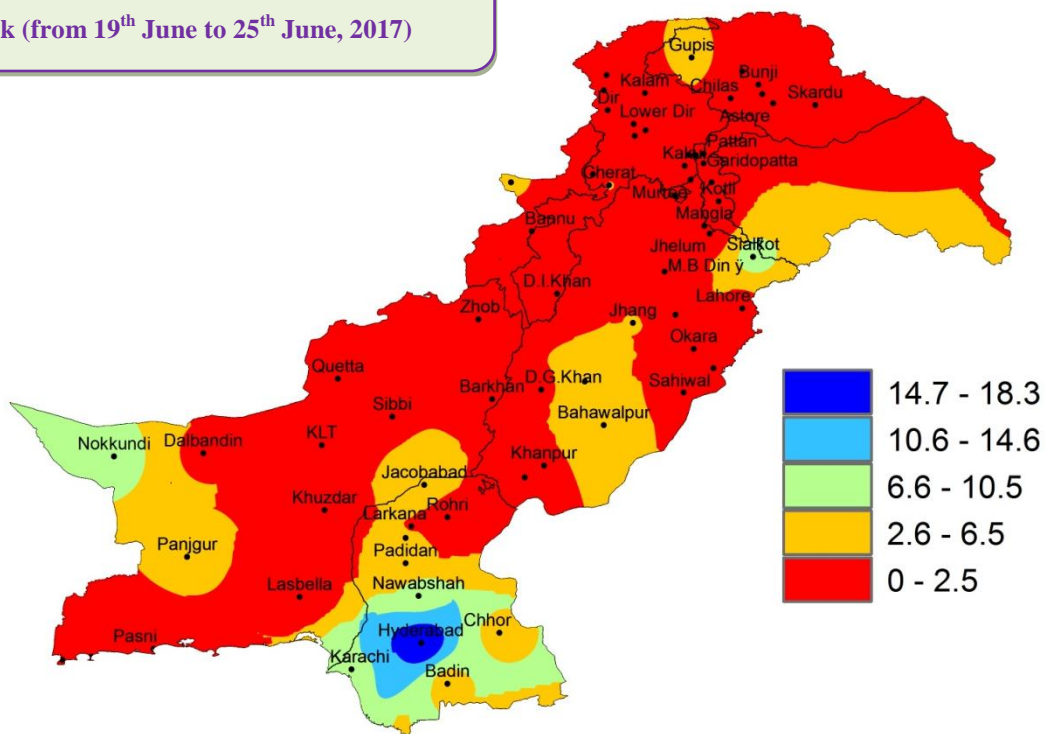 k (from 19th June to 25th June, 2017)
Gupis
Kalam
Chilas
Bunji
Skardu
Dir
Lower Dir
Astore
Pattan
Garidopatta
Cherat
Kotli
Mangla
Bannu
Jhelum
Sialkot
M.B Din ÿ
D.I.Khan
Lahore
Zhob
Jhang
Okara
Quetta
Barkhan
D.G.Khan
Sahiwal
Sibbi
Bahawalpur
Nokkundi
Dalbandin
KLT
Khanpur
Jacobabad
Khuzdar
Rohri
Larkana
Panjgur
Padidan
Lasbella
Nawabshah
Chhor
Pasni
Hyderabad
Karachi
Badin
14.7 - 18.3
10.6 - 14.6
6.6 - 10.5
2.6 - 6.5
0 - 2.5